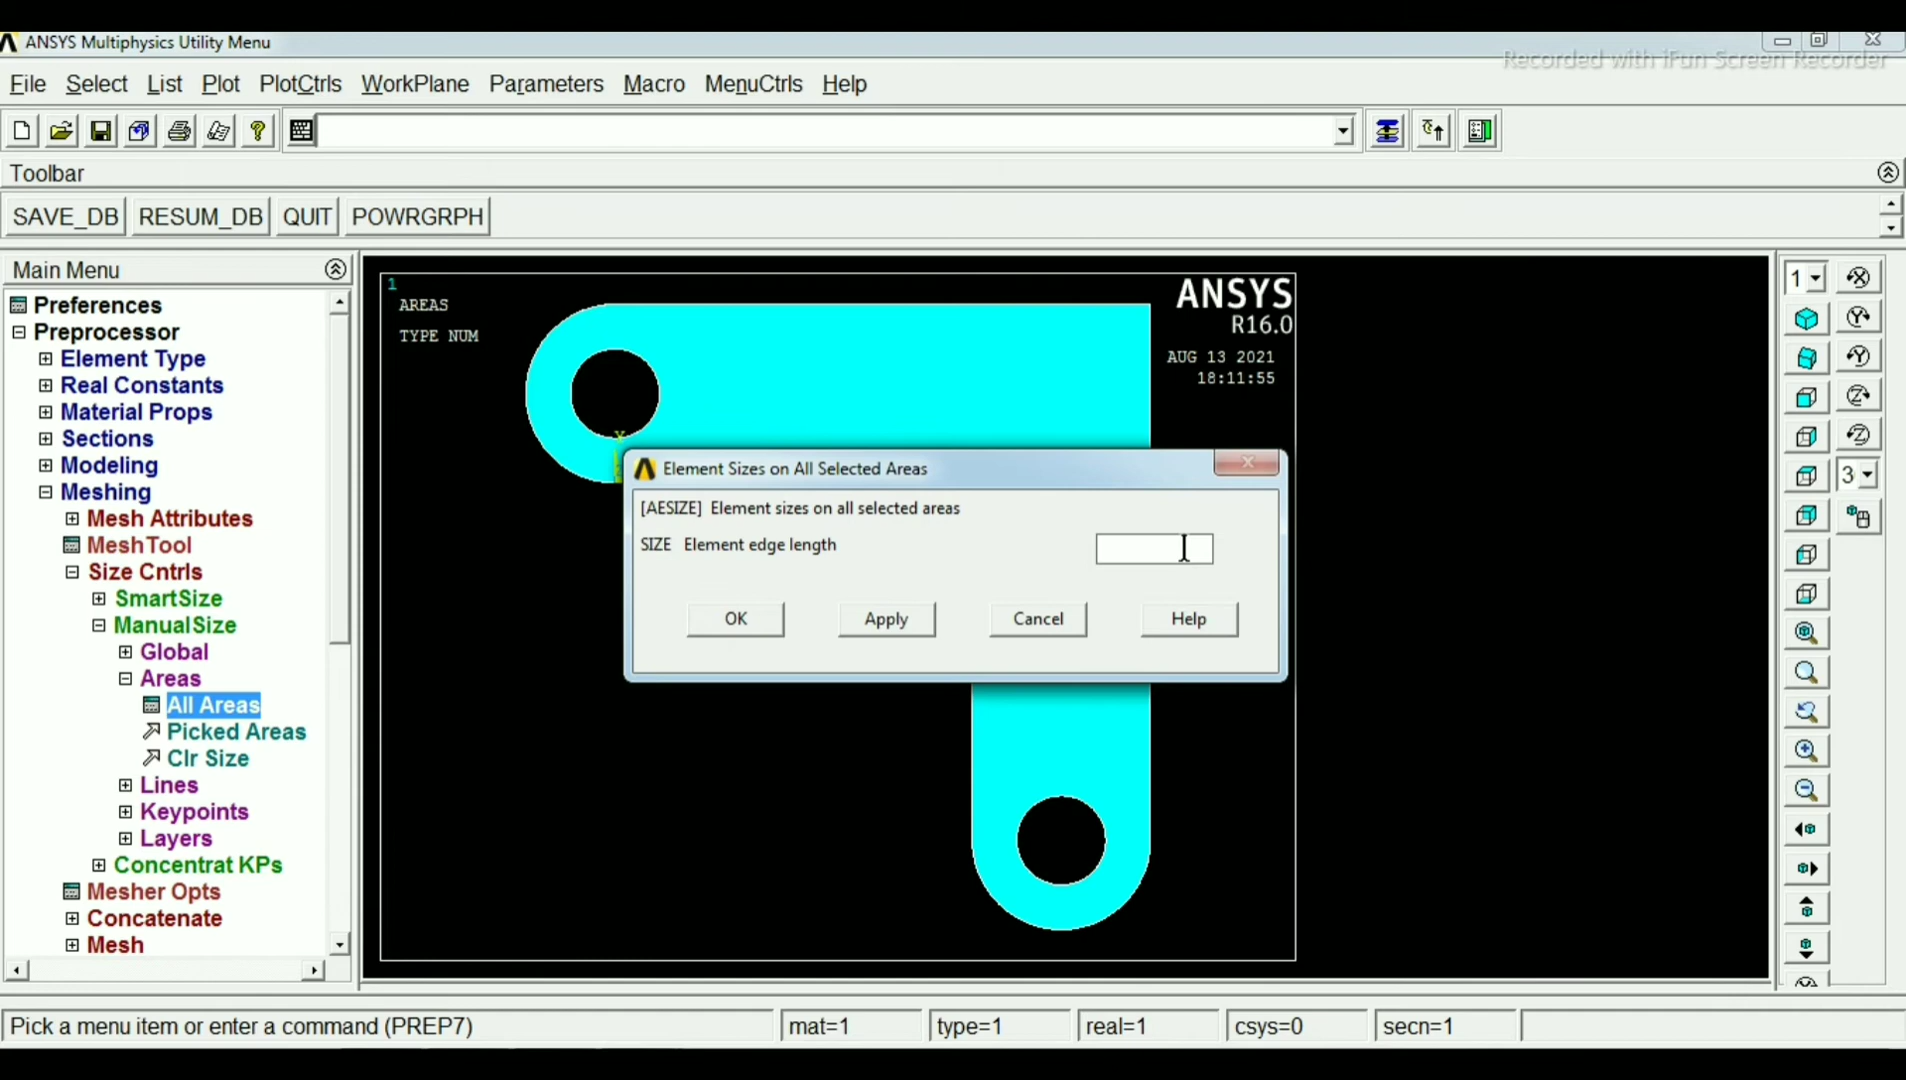 ANSYS Multiphysics Utility Menu
Recorded with iFun Screen Recorder
File Select List Plot PlotCtrls WorkPlane Parameters Macro MenuCtrls Help
Toolbar
SAVE_DB RESUM_DB QUIT POWRGRPH
Main Menu
Preferences
Preprocessor
Element Type
Real Constants
Material Props
Sections
Modeling
Meshing
Mesh Attributes
MeshTool
Size Cntrls
SmartSize
ManualSize
Global
Areas
All Areas
Picked Areas
Clr Size
Lines
Keypoints
Layers
Concentrat KPs
Mesher Opts
Concatenate
Mesh
1
AREAS
TYPE NUM
ANSYS
R16.0
AUG 13 2021
18:11:55
Y
Element Sizes on All Selected Areas
[AESIZE] Element sizes on all selected areas
SIZE Element edge length
OK Apply Cancel Help
1
3
Pick a menu item or enter a command (PREP7) mat=1 type=1 real=1 csys=0 secn=1